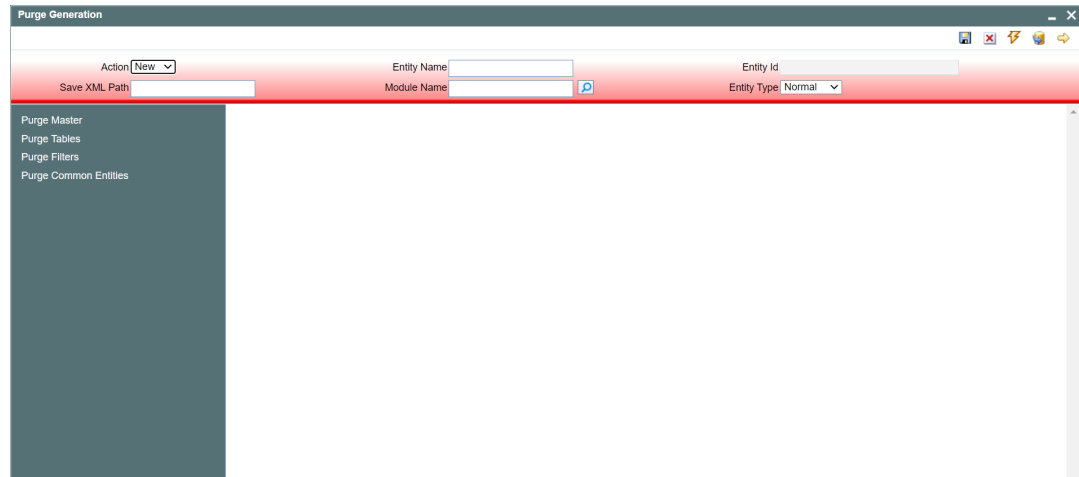 Purge Generation
Action New Entity Name Entity Id
Save XML Path Module Name Entity Type Normal
Purge Master
Purge Tables
Purge Filters
Purge Common Entities